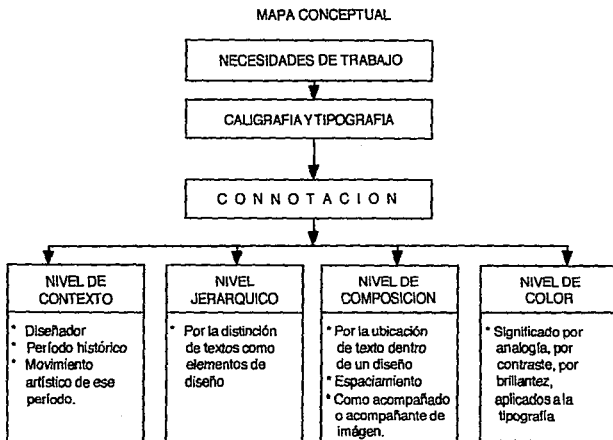 MAPA CONCEPTUAL
NECESIDADES DE TRABAJO
CALIGRAFIA Y TIPOGRAFIA
CONNOTACION
NIVEL DE
CONTEXTO
* Diseñador
* Período histórico
* Movimiento
artístico de ese
período.
NIVEL
JERARQUICO
* Por la distinción
de textos como
elementos de
diseño
NIVEL DE
COMPOSICION
* Por la ubicación
de texto dentro
de un diseño
* Espaciamiento
* Como acompañado
o acompañante de
imágen.
NIVEL DE
COLOR
* Significado por
analogía, por
contraste, por
brillantez,
aplicados a la
tipografía